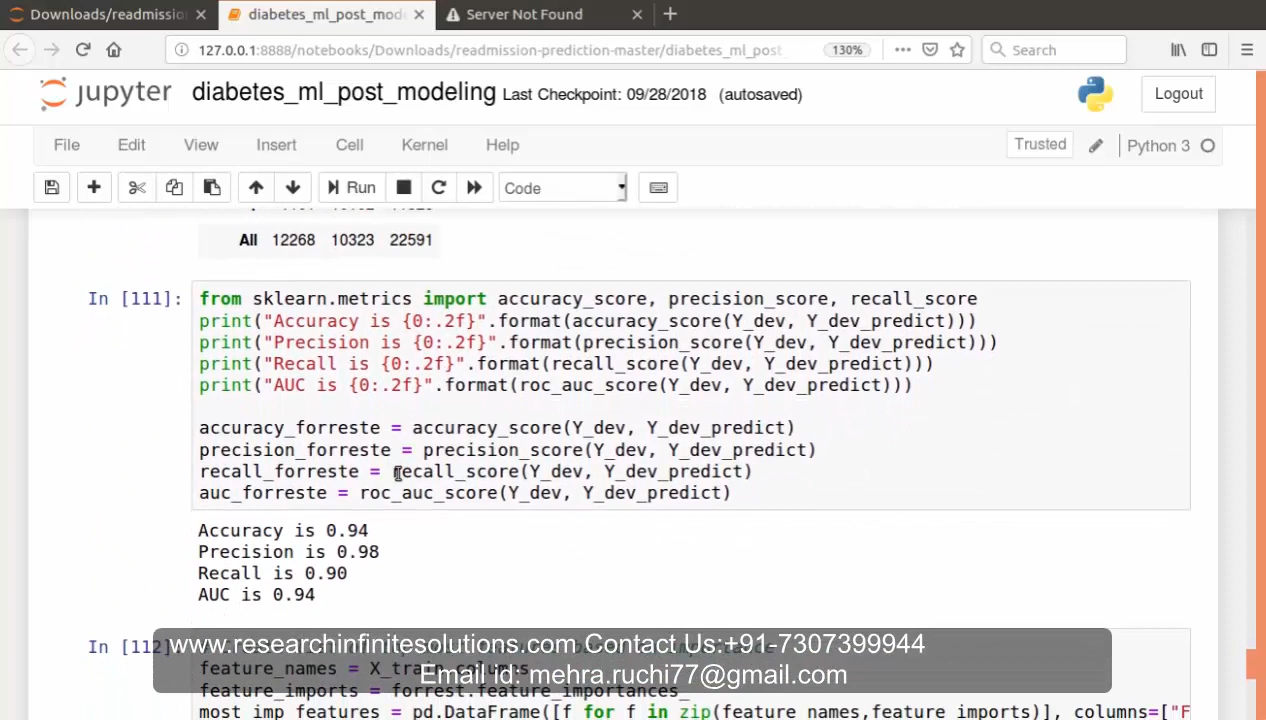 Downloads/readmissio
diabetes_ml_post_mod
Server Not Found
127.0.0.1:8888/notebooks/Downloads/readmission-prediction-master/diabetes_ml_post
130%
Search
jupyter diabetes_ml_post_modeling Last Checkpoint: 09/28/2018 (autosaved)
Logout
File Edit View Insert Cell Kernel Help
Trusted
Python 3
Run
Code
All 12268 10323 22591
In [111]:
from sklearn.metrics import accuracy_score, precision_score, recall_score
print("Accuracy is {0:.2f}".format(accuracy_score(Y_dev, Y_dev_predict)))
print("Precision is {0:.2f}".format(precision_score(Y_dev, Y_dev_predict)))
print("Recall is {0:.2f}".format(recall_score(Y_dev, Y_dev_predict)))
print("AUC is {0:.2f}".format(roc_auc_score(Y_dev, Y_dev_predict)))
accuracy_forreste = accuracy_score(Y_dev, Y_dev_predict)
precision_forreste = precision_score(Y_dev, Y_dev_predict)
recall_forreste = recall_score(Y_dev, Y_dev_predict)
auc_forreste = roc_auc_score(Y_dev, Y_dev_predict)
Accuracy is 0.94
Precision is 0.98
Recall is 0.90
AUC is 0.94
In [112]:
www.researchinfinitesolutions.com Contact Us:+91-7307399944
feature_names = X_train.columns
Email id: mehra.ruchi77@gmail.com
feature_imports = forrest.feature_importances_
most_imp_features = pd.DataFrame([f for f in zip(feature_names,feature_imports)], columns=["F